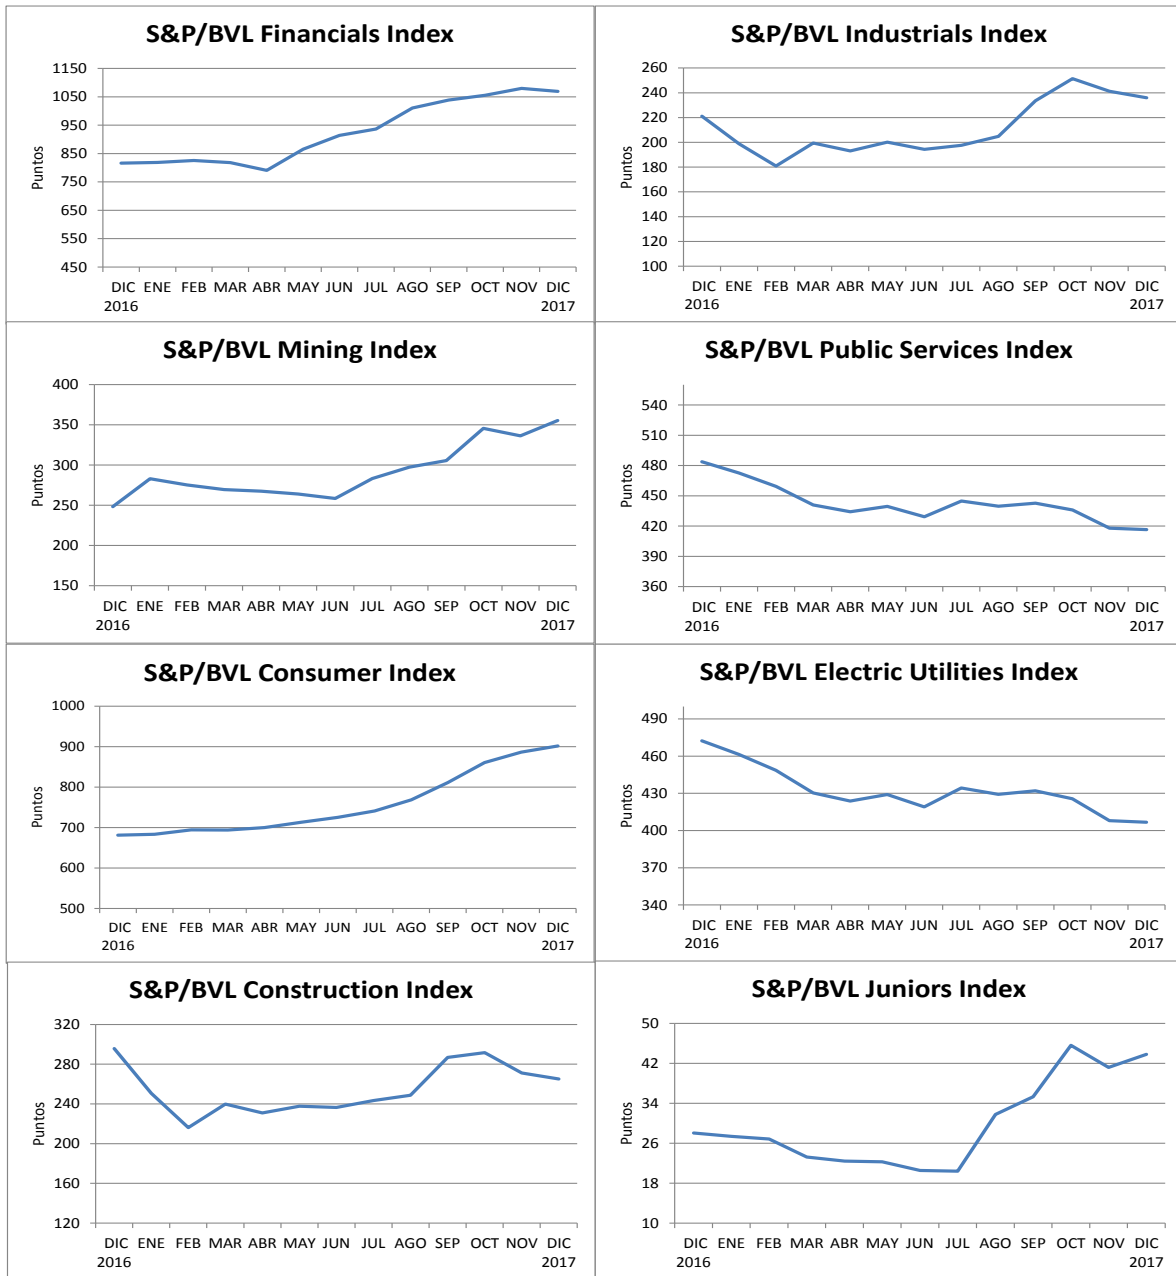 S&P/BVL Financials Index
1150
1050
950
850
750
650
550
450
Puntos
DIC ENE FEB MAR ABR MAY JUN JUL AGO SEP OCT NOV DIC
2016 2017
S&P/BVL Industrials Index
260
240
220
200
180
160
140
120
100
Puntos
DIC ENE FEB MAR ABR MAY JUN JUL AGO SEP OCT NOV DIC
2016 2017
S&P/BVL Mining Index
400
350
300
250
200
150
Puntos
DIC ENE FEB MAR ABR MAY JUN JUL AGO SEP OCT NOV DIC
2016 2017
S&P/BVL Public Services Index
540
510
480
450
420
390
360
Puntos
DIC ENE FEB MAR ABR MAY JUN JUL AGO SEP OCT NOV DIC
2016 2017
S&P/BVL Consumer Index
1000
900
800
700
600
500
Puntos
DIC ENE FEB MAR ABR MAY JUN JUL AGO SEP OCT NOV DIC
2016 2017
S&P/BVL Electric Utilities Index
490
460
430
400
370
340
Puntos
DIC ENE FEB MAR ABR MAY JUN JUL AGO SEP OCT NOV DIC
2016 2017
S&P/BVL Construction Index
320
280
240
200
160
120
Puntos
DIC ENE FEB MAR ABR MAY JUN JUL AGO SEP OCT NOV DIC
2016 2017
S&P/BVL Juniors Index
50
42
34
26
18
10
Puntos
DIC ENE FEB MAR ABR MAY JUN JUL AGO SEP OCT NOV DIC
2016 2017